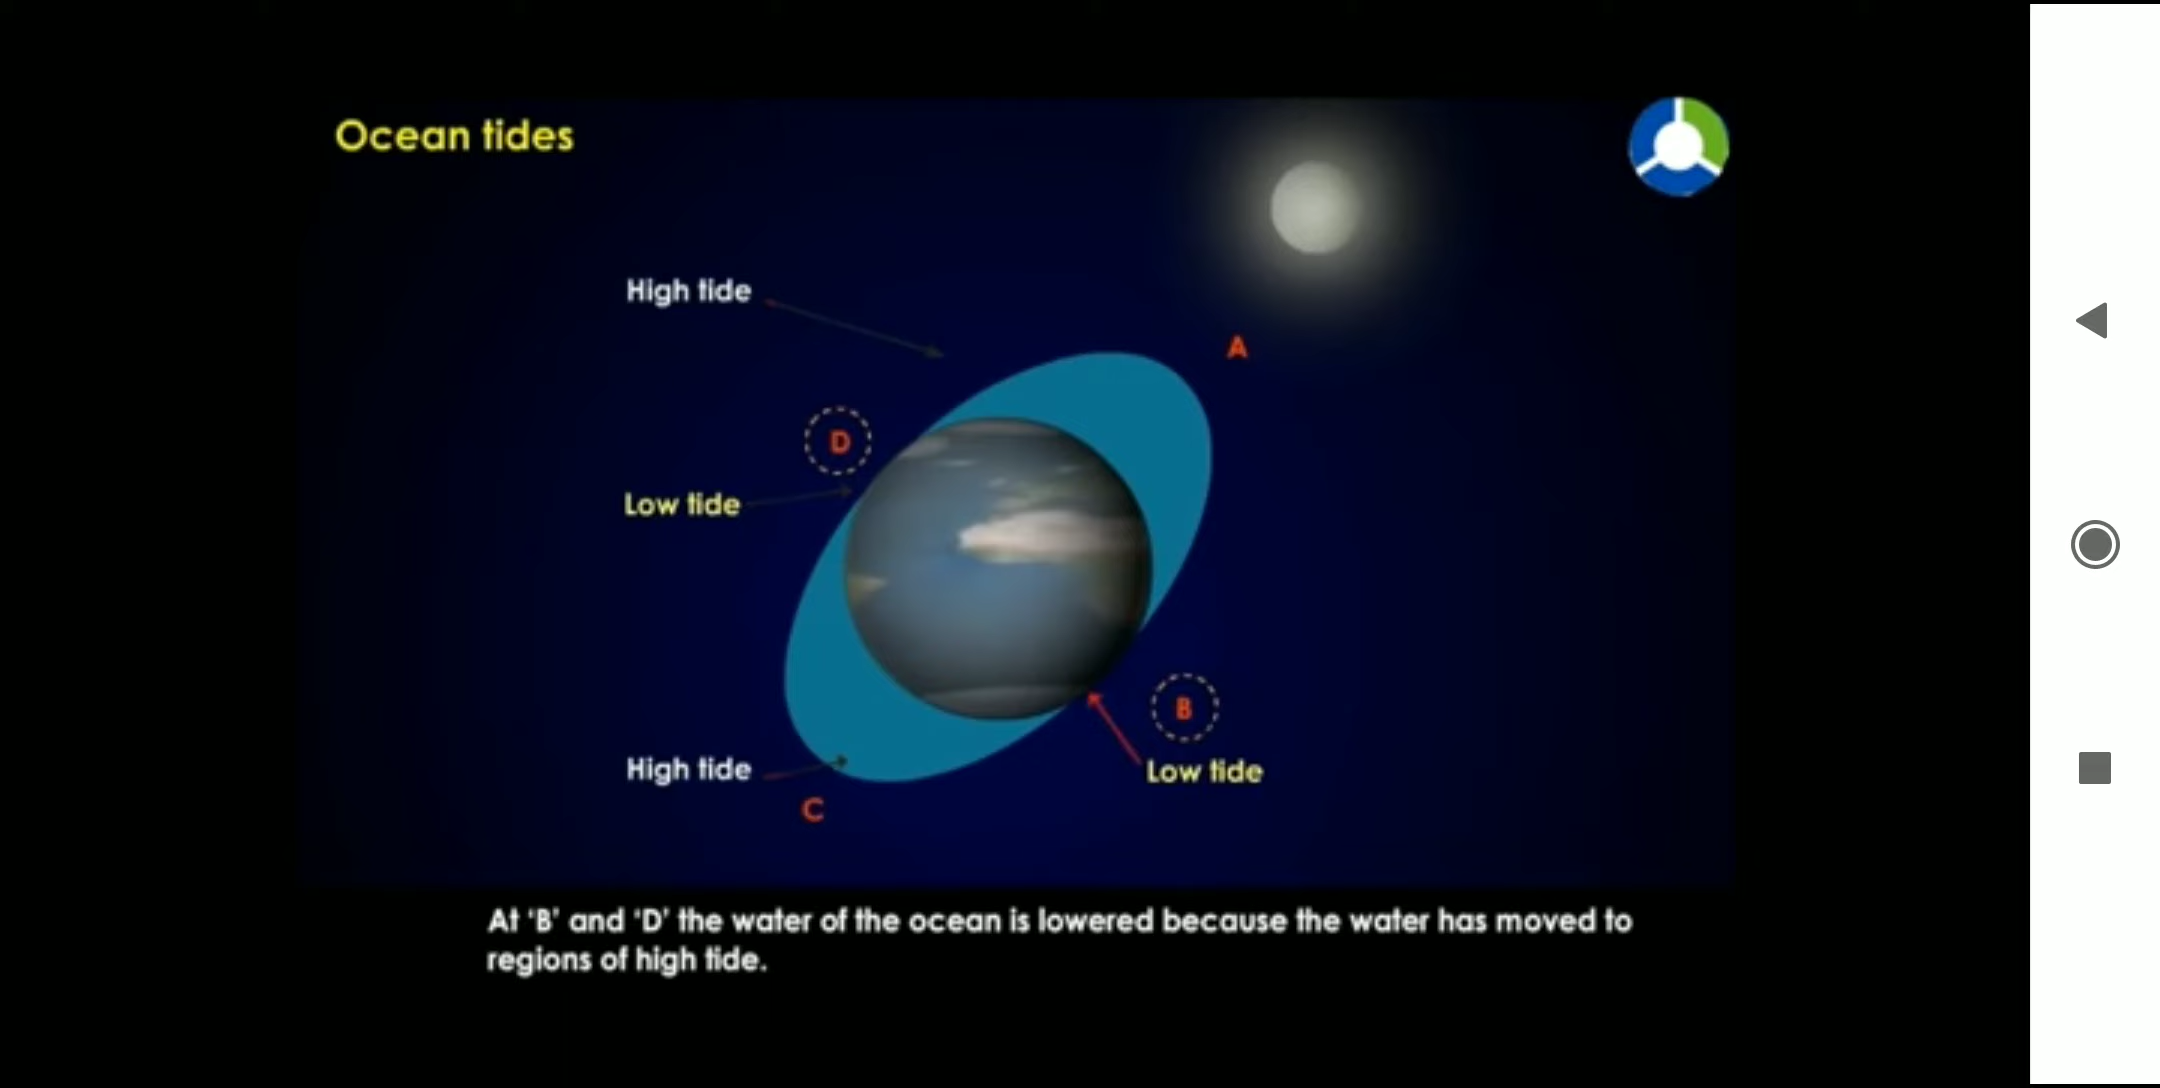 Ocean tides
High tide
A
D
Low tide
B
High tide
Low tide
C
At ‘B’ and ‘D’ the water of the ocean is lowered because the water has moved to
regions of high tide.